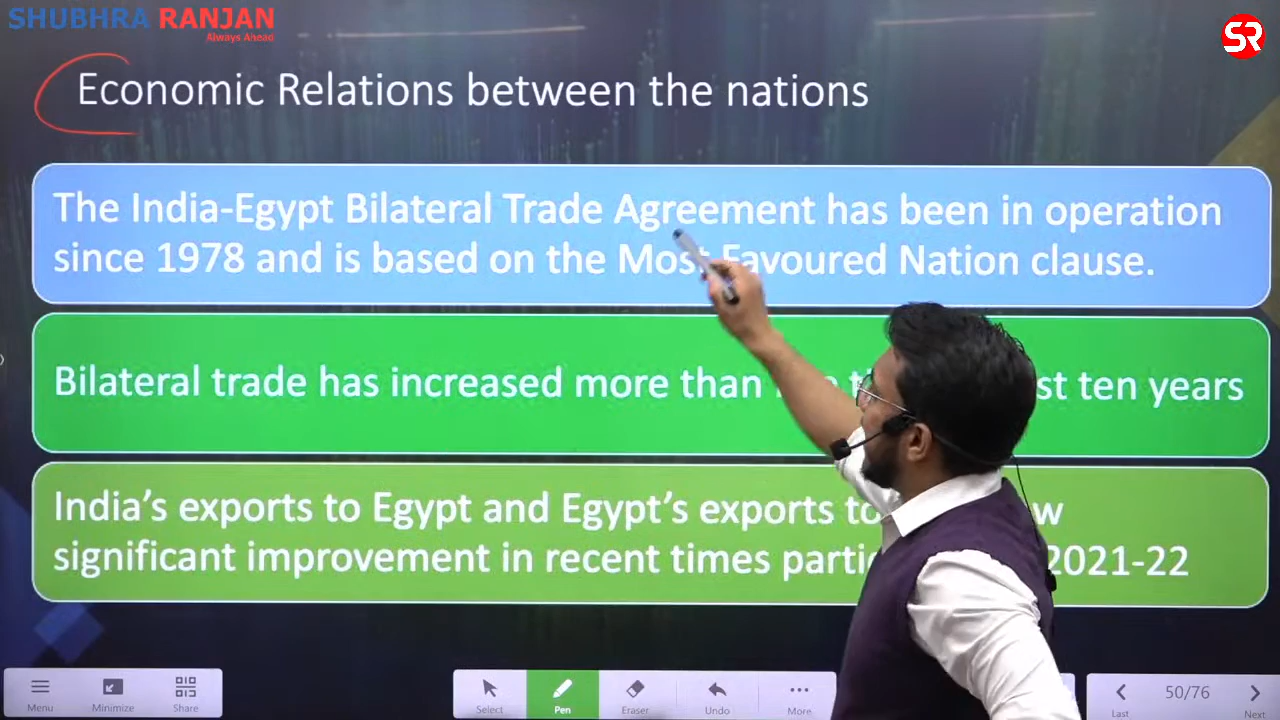 SHUBHRA RANJAN
Always Ahead
SR
Economic Relations between the nations
The India-Egypt Bilateral Trade Agreement has been in operation
since 1978 and is based on the Most Favoured Nation clause.
Bilateral trade has increased more than ten years
India's exports to Egypt and Egypt's exports to
significant improvement in recent times 2021-22
Menu
Minimize
Share
Select
Pen
Eraser
Undo
More
Last
50/76
Next